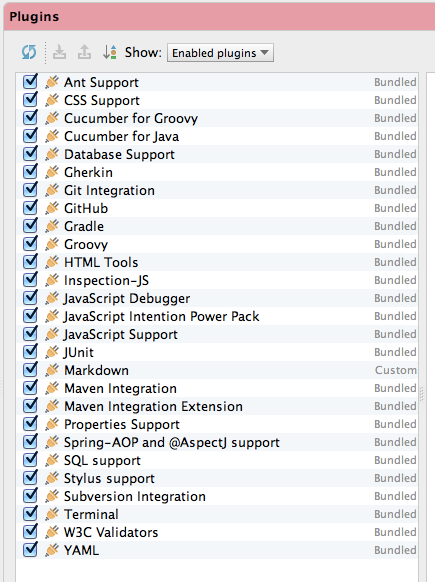 Plugins
Show: Enabled plugins
Ant Support Bundled
CSS Support Bundled
Cucumber for Groovy Bundled
Cucumber for Java Bundled
Database Support Bundled
Gherkin Bundled
Git Integration Bundled
GitHub Bundled
Gradle Bundled
Groovy Bundled
HTML Tools Bundled
Inspection-JS Bundled
JavaScript Debugger Bundled
JavaScript Intention Power Pack Bundled
JavaScript Support Bundled
JUnit Bundled
Markdown Custom
Maven Integration Bundled
Maven Integration Extension Bundled
Properties Support Bundled
Spring-AOP and @AspectJ support Bundled
SQL support Bundled
Stylus support Bundled
Subversion Integration Bundled
Terminal Bundled
W3C Validators Bundled
YAML Bundled